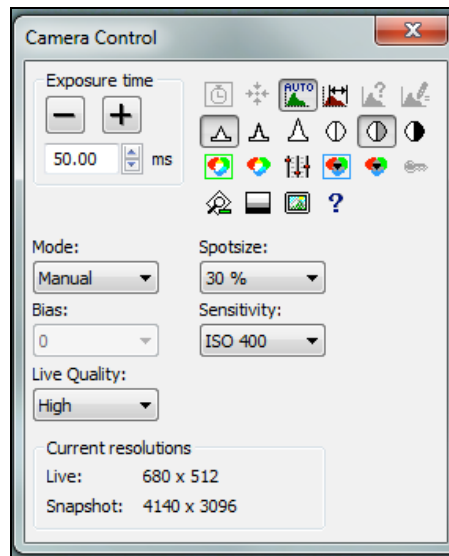 Camera Control
Exposure time
50.00 ms
AUTO
?
?
Mode: Spotsize:
Manual 30 %
Bias: Sensitivity:
0 ISO 400
Live Quality:
High
Current resolutions
Live: 680 x 512
Snapshot: 4140 x 3096